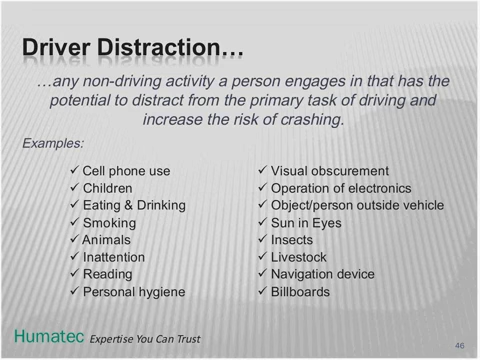 Driver Distraction…
…any non-driving activity a person engages in that has the
potential to distract from the primary task of driving and
increase the risk of crashing.
Examples:
✓ Cell phone use
✓ Children
✓ Eating & Drinking
✓ Smoking
✓ Animals
✓ Inattention
✓ Reading
✓ Personal hygiene
✓ Visual obscurement
✓ Operation of electronics
✓ Object/person outside vehicle
✓ Sun in Eyes
✓ Insects
✓ Livestock
✓ Navigation device
✓ Billboards
Humatec Expertise You Can Trust
46